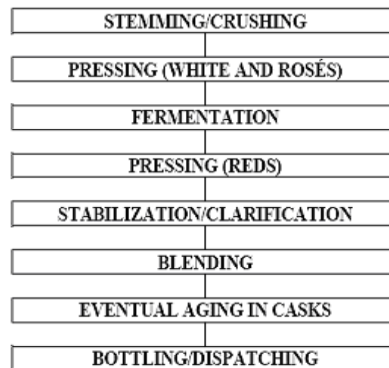 STEMMING/CRUSHING
PRESSING (WHITE AND ROSÉS)
FERMENTATION
PRESSING (REDS)
STABILIZATION/CLARIFICATION
BLENDING
EVENTUAL AGING IN CASKS
BOTTLING/DISPATCHING